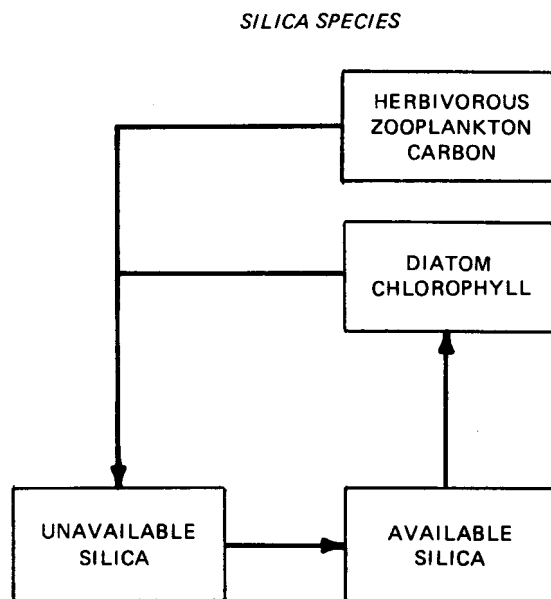 SILICA SPECIES
HERBIVOROUS
ZOOPLANKTON
CARBON
DIATOM
CHLOROPHYLL
UNAVAILABLE
SILICA
AVAILABLE
SILICA